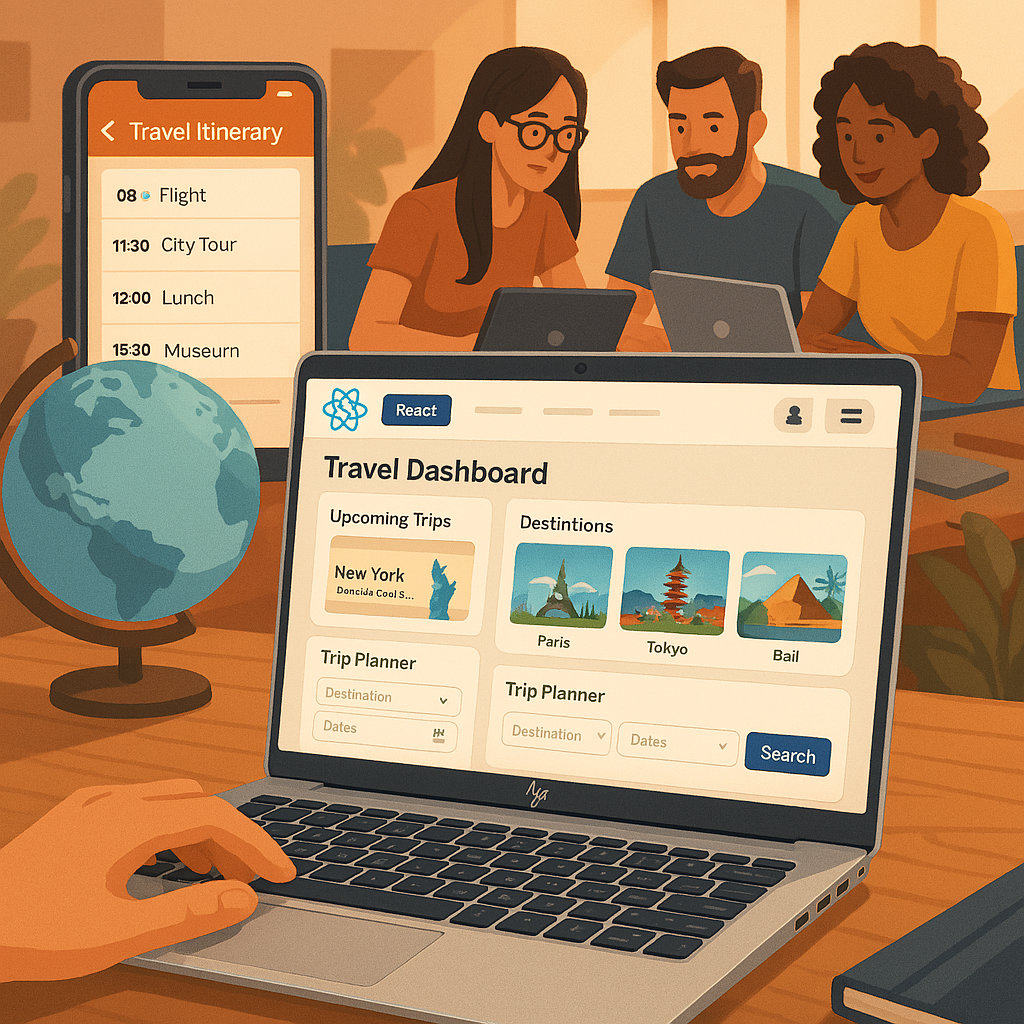 Travel Itinerary
08 Flight
11:30 City Tour
12:00 Lunch
15:30 Museurn
React
Travel Dashboard
Upcoming Trips
New York
Doncida Cool S...
Destintions
Paris
Tokyo
Bail
Trip Planner
Destination
Dates
Trip Planner
Destination
Dates
Search